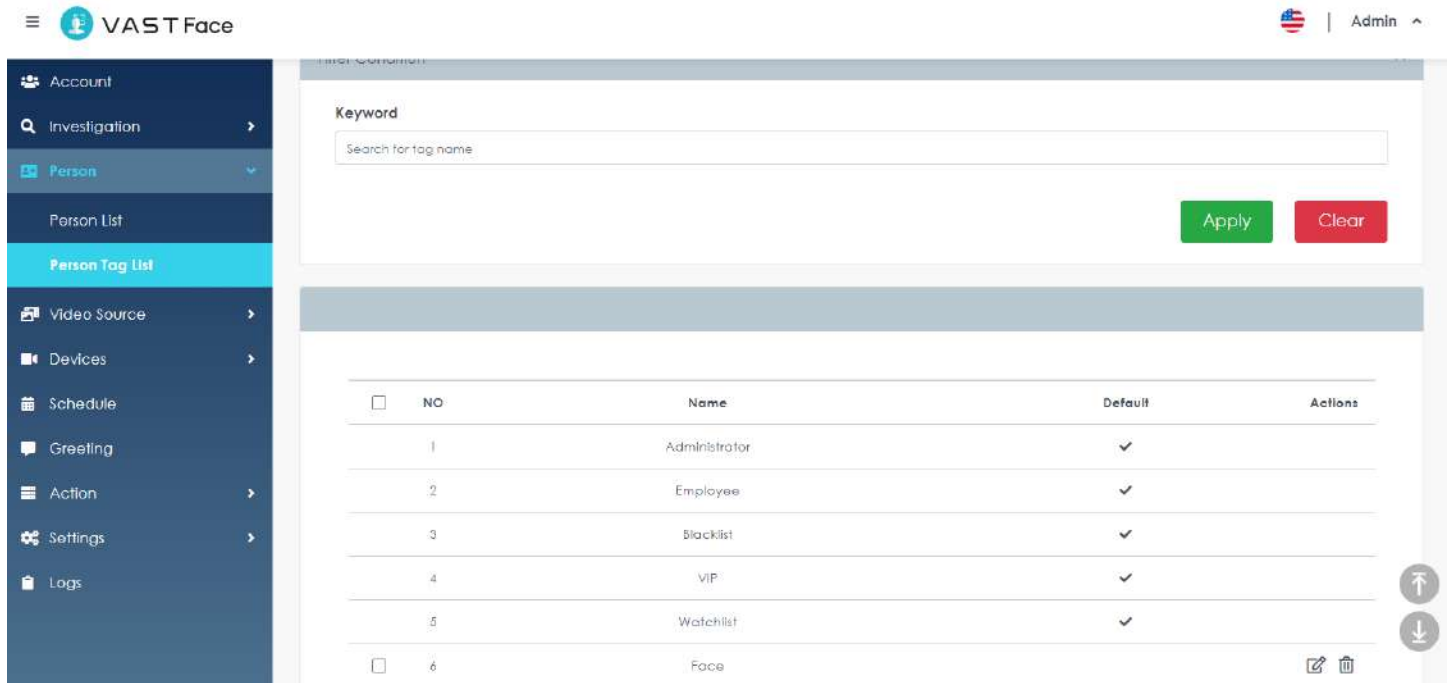 VAST Face
Admin
Filter Condition
Account
Investigation
Person
Person List
Person Tag List
Video Source
Devices
Schedule
Greeting
Action
Settings
Logs
Keyword
Search for tag name
Apply
Clear
NO Name Default Actions
1 Administrator
2 Employee
3 Blacklist
4 VIP
5 Watchlist
6 Face